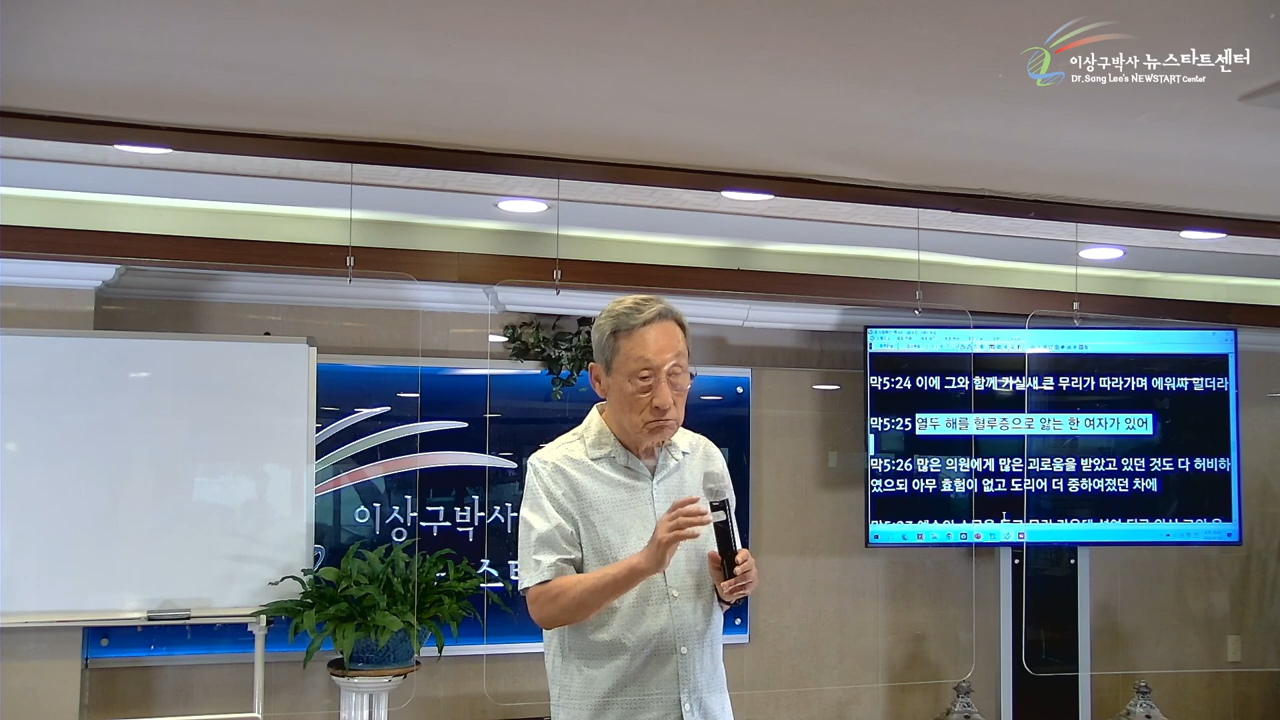 이상구박사 뉴스타트센터
Dr. Sang Lee's NEWSTART Center
막5:24 이에 그와 함께 가실새 큰 무리가 따라가며 에워싸 밀더라
막5:25 열두 해를 혈루증으로 앓는 한 여자가 있어
막5:26 많은 의원에게 많은 괴로움을 받았고 있던 것도 다 허비하
였으되 아무 효험이 없고 도리어 더 중하여졌던 차에
이상구박사
스타